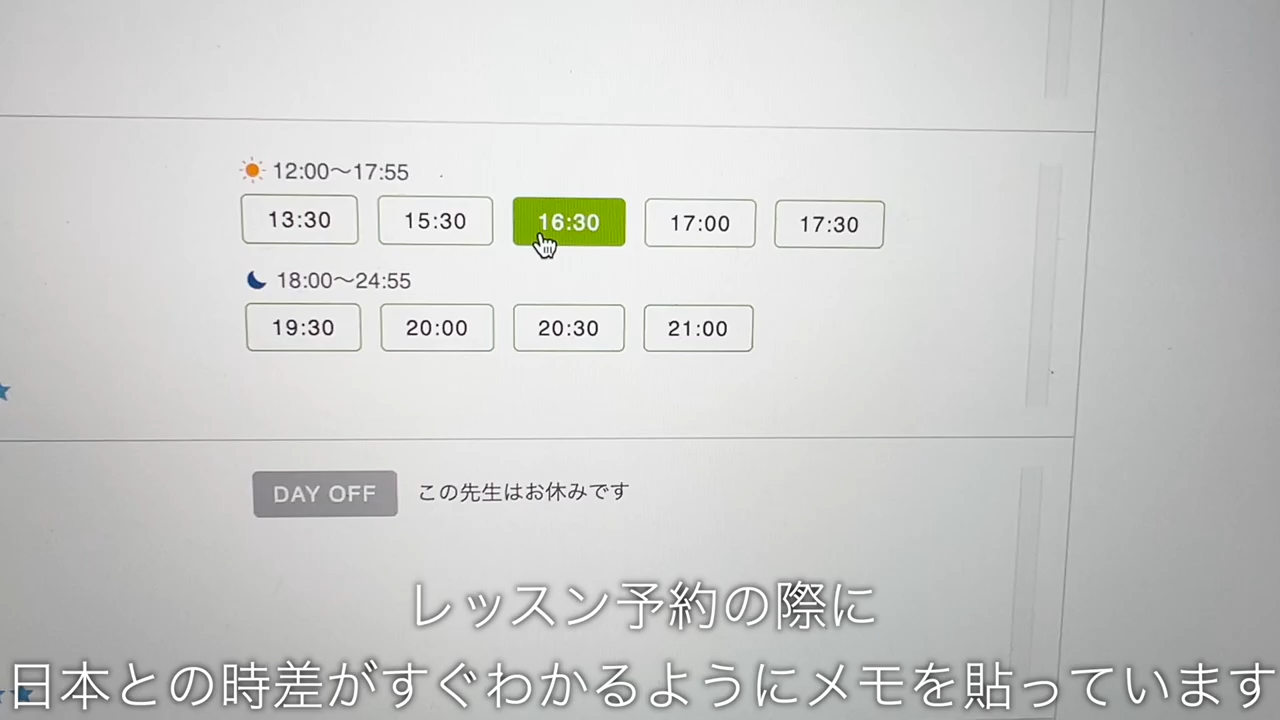 12:00〜17:55
13:30 15:30 16:30 17:00 17:30
18:00〜24:55
19:30 20:00 20:30 21:00
DAY OFF この先生はお休みです
レッスン予約の際に
日本との時差がすぐわかるようにメモを貼っています